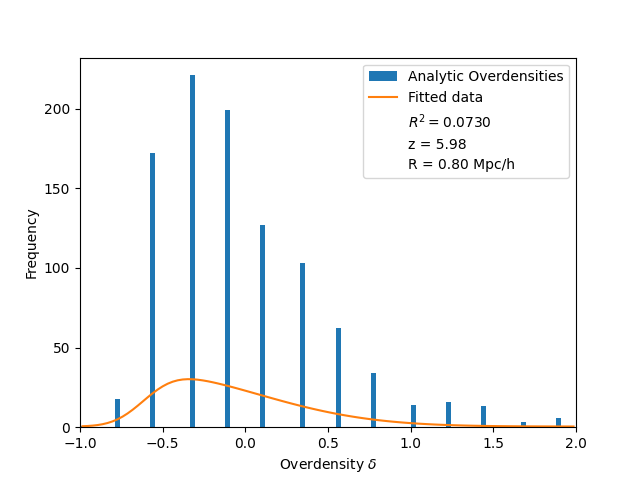 Analytic Overdensities
Fitted data
R² = 0.0730
z = 5.98
R = 0.80 Mpc/h
Frequency
200
150
100
50
0
−1.0 −0.5 0.0 0.5 1.0 1.5 2.0
Overdensity δ